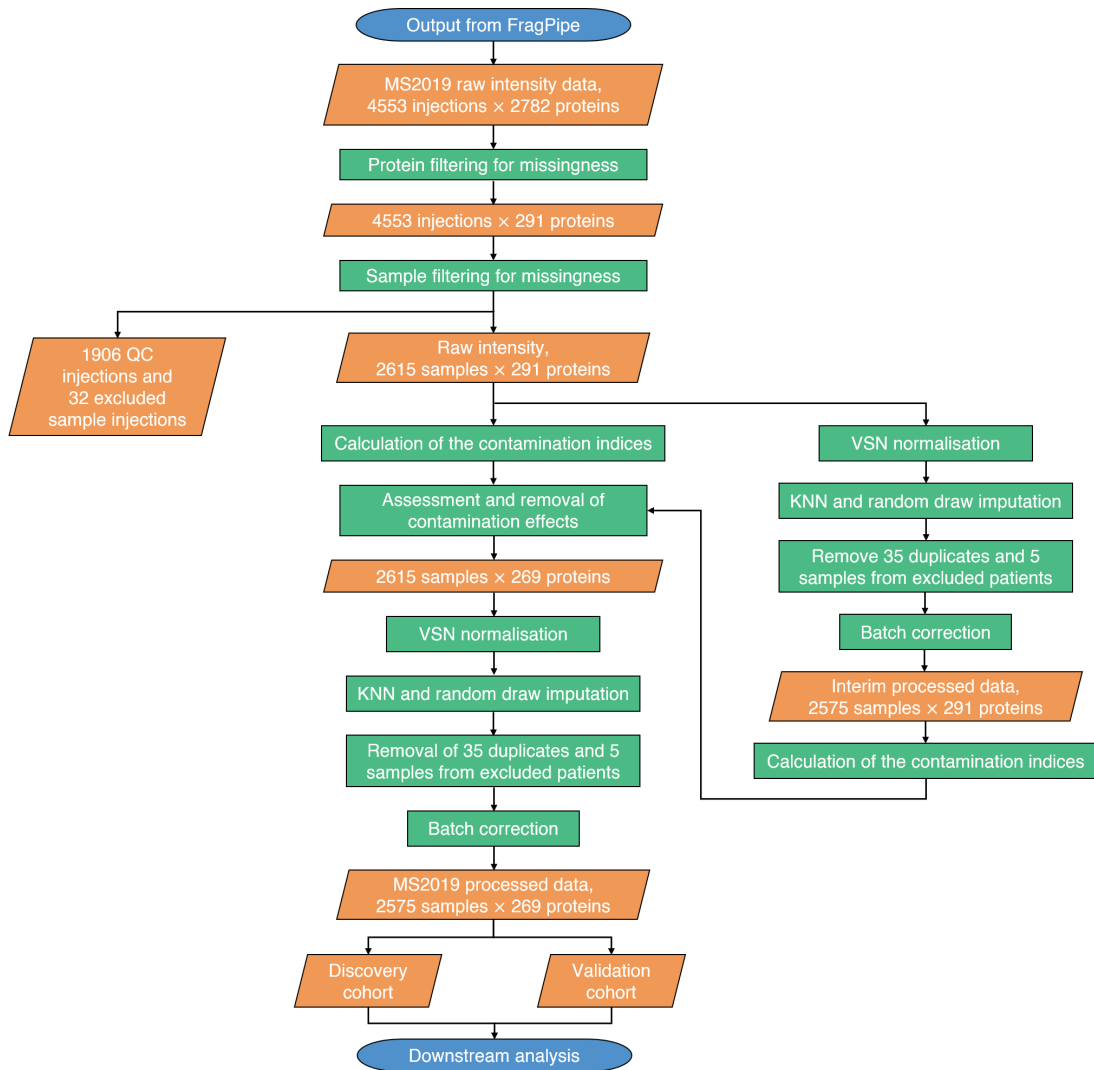 Output from FragPipe
MS2019 raw intensity data,
4553 injections × 2782 proteins
Protein filtering for missingness
4553 injections × 291 proteins
Sample filtering for missingness
1906 QC
injections and
32 excluded
sample injections
Raw intensity,
2615 samples × 291 proteins
Calculation of the contamination indices
Assessment and removal of
contamination effects
2615 samples × 269 proteins
VSN normalisation
KNN and random draw imputation
Removal of 35 duplicates and 5
samples from excluded patients
Batch correction
MS2019 processed data,
2575 samples × 269 proteins
VSN normalisation
KNN and random draw imputation
Remove 35 duplicates and 5
samples from excluded patients
Batch correction
Interim processed data,
2575 samples × 291 proteins
Calculation of the contamination indices
Discovery
cohort
Validation
cohort
Downstream analysis